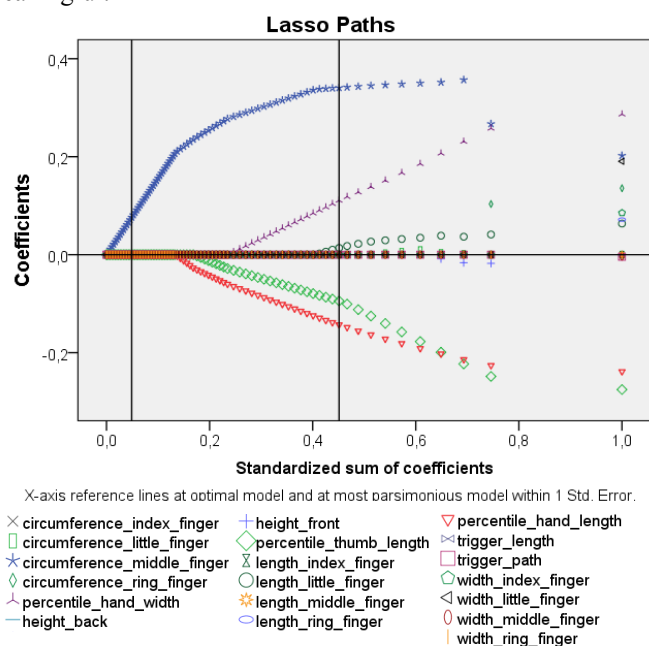 Lasso Paths
0,4
0,2
0,0
-0,2
Coefficients
0,0 0,2 0,4 0,6 0,8 1,0
Standardized sum of coefficients
X-axis reference lines at optimal model and at most parsimonious model within 1 Std. Error.
circumference_index_finger
circumference_little_finger
circumference_middle_finger
circumference_ring_finger
percentile_hand_width
height_back
height_front
percentile_thumb_length
length_index_finger
length_little_finger
length_middle_finger
length_ring_finger
percentile_hand_length
trigger_length
trigger_path
width_index_finger
width_little_finger
width_middle_finger
width_ring_finger